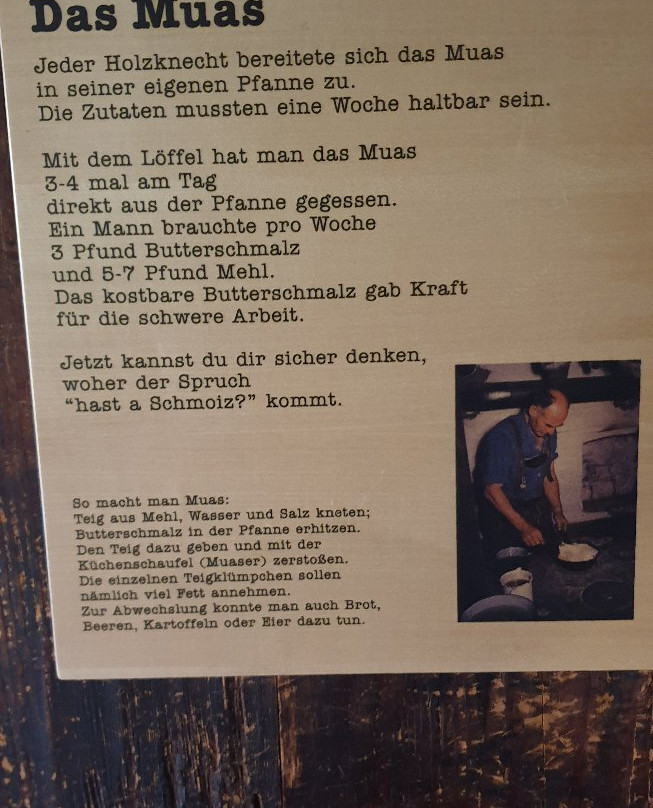 Das Muas
Jeder Holzknecht bereitete sich das Muas
in seiner eigenen Pfanne zu.
Die Zutaten mussten eine Woche haltbar sein.
Mit dem Löffel hat man das Muas
3-4 mal am Tag
direkt aus der Pfanne gegessen.
Ein Mann brauchte pro Woche
3 Pfund Butterschmalz
und 5-7 Pfund Mehl.
Das kostbare Butterschmalz gab Kraft
für die schwere Arbeit.
Jetzt kannst du dir sicher denken,
woher der Spruch
“hast a Schmoiz?” kommt.
So macht man Muas:
Teig aus Mehl, Wasser und Salz kneten;
Butterschmalz in der Pfanne erhitzen.
Den Teig dazu geben und mit der
Küchenschaufel (Muaser) zerstoßen.
Die einzelnen Teigklümpchen sollen
nämlich viel Fett annehmen.
Zur Abwechslung konnte man auch Brot,
Beeren, Kartoffeln oder Eier dazu tun.